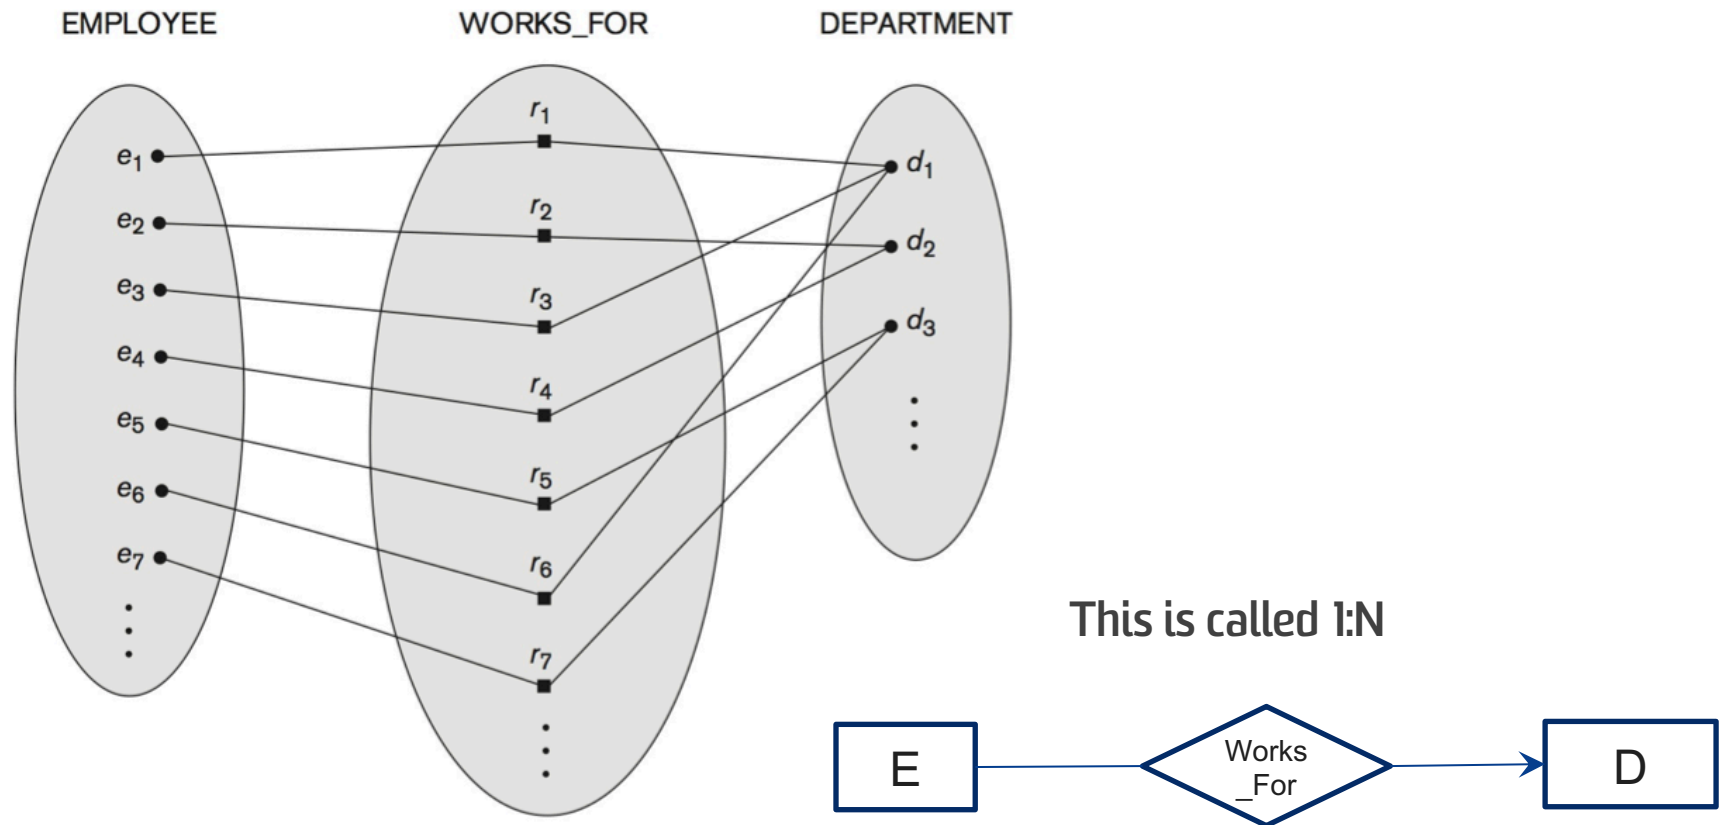 EMPLOYEE WORKS_FOR DEPARTMENT
r1
e1 d1
r2
e2 d2
e3 r3 d3
e4 r4
e5 r5
e6 r6
e7 r7
This is called 1:N
E Works D
_For